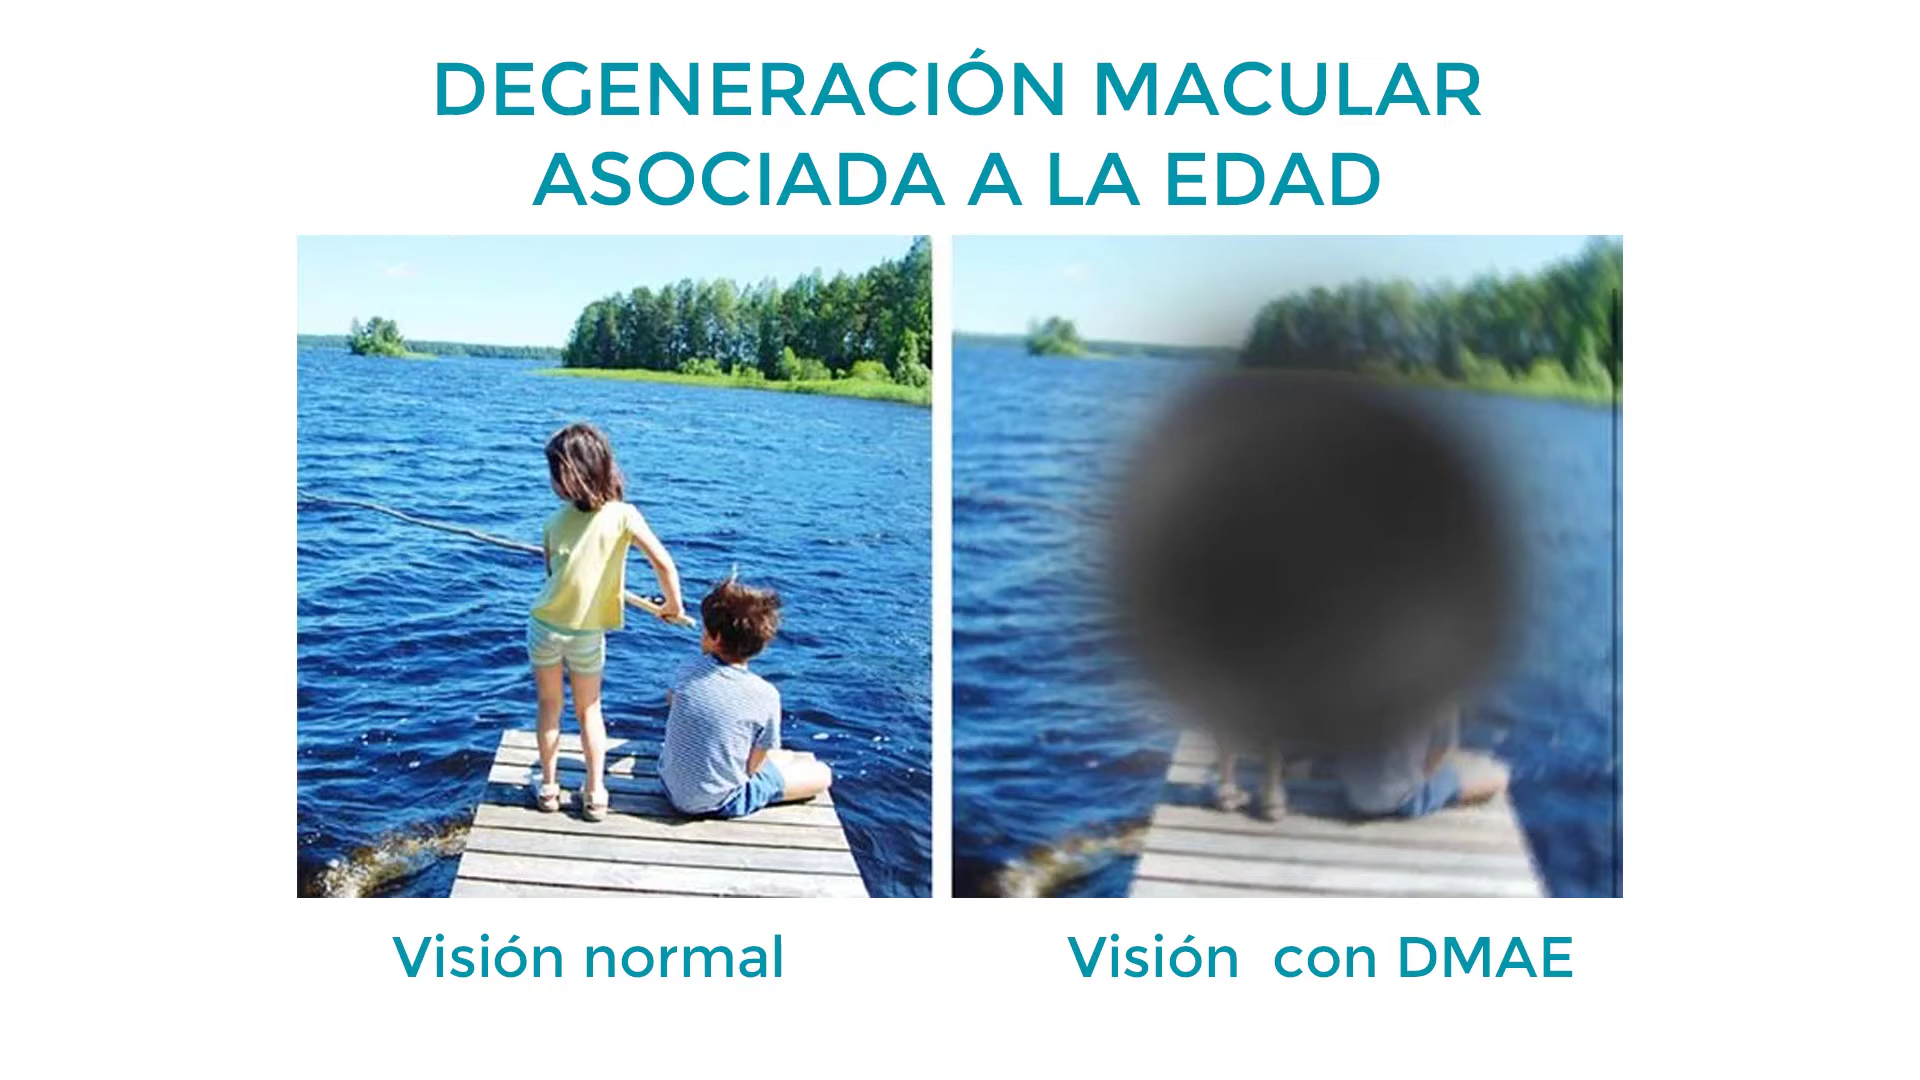 DEGENERACIÓN MACULAR
ASOCIADA A LA EDAD
Visión normal
Visión con DMAE